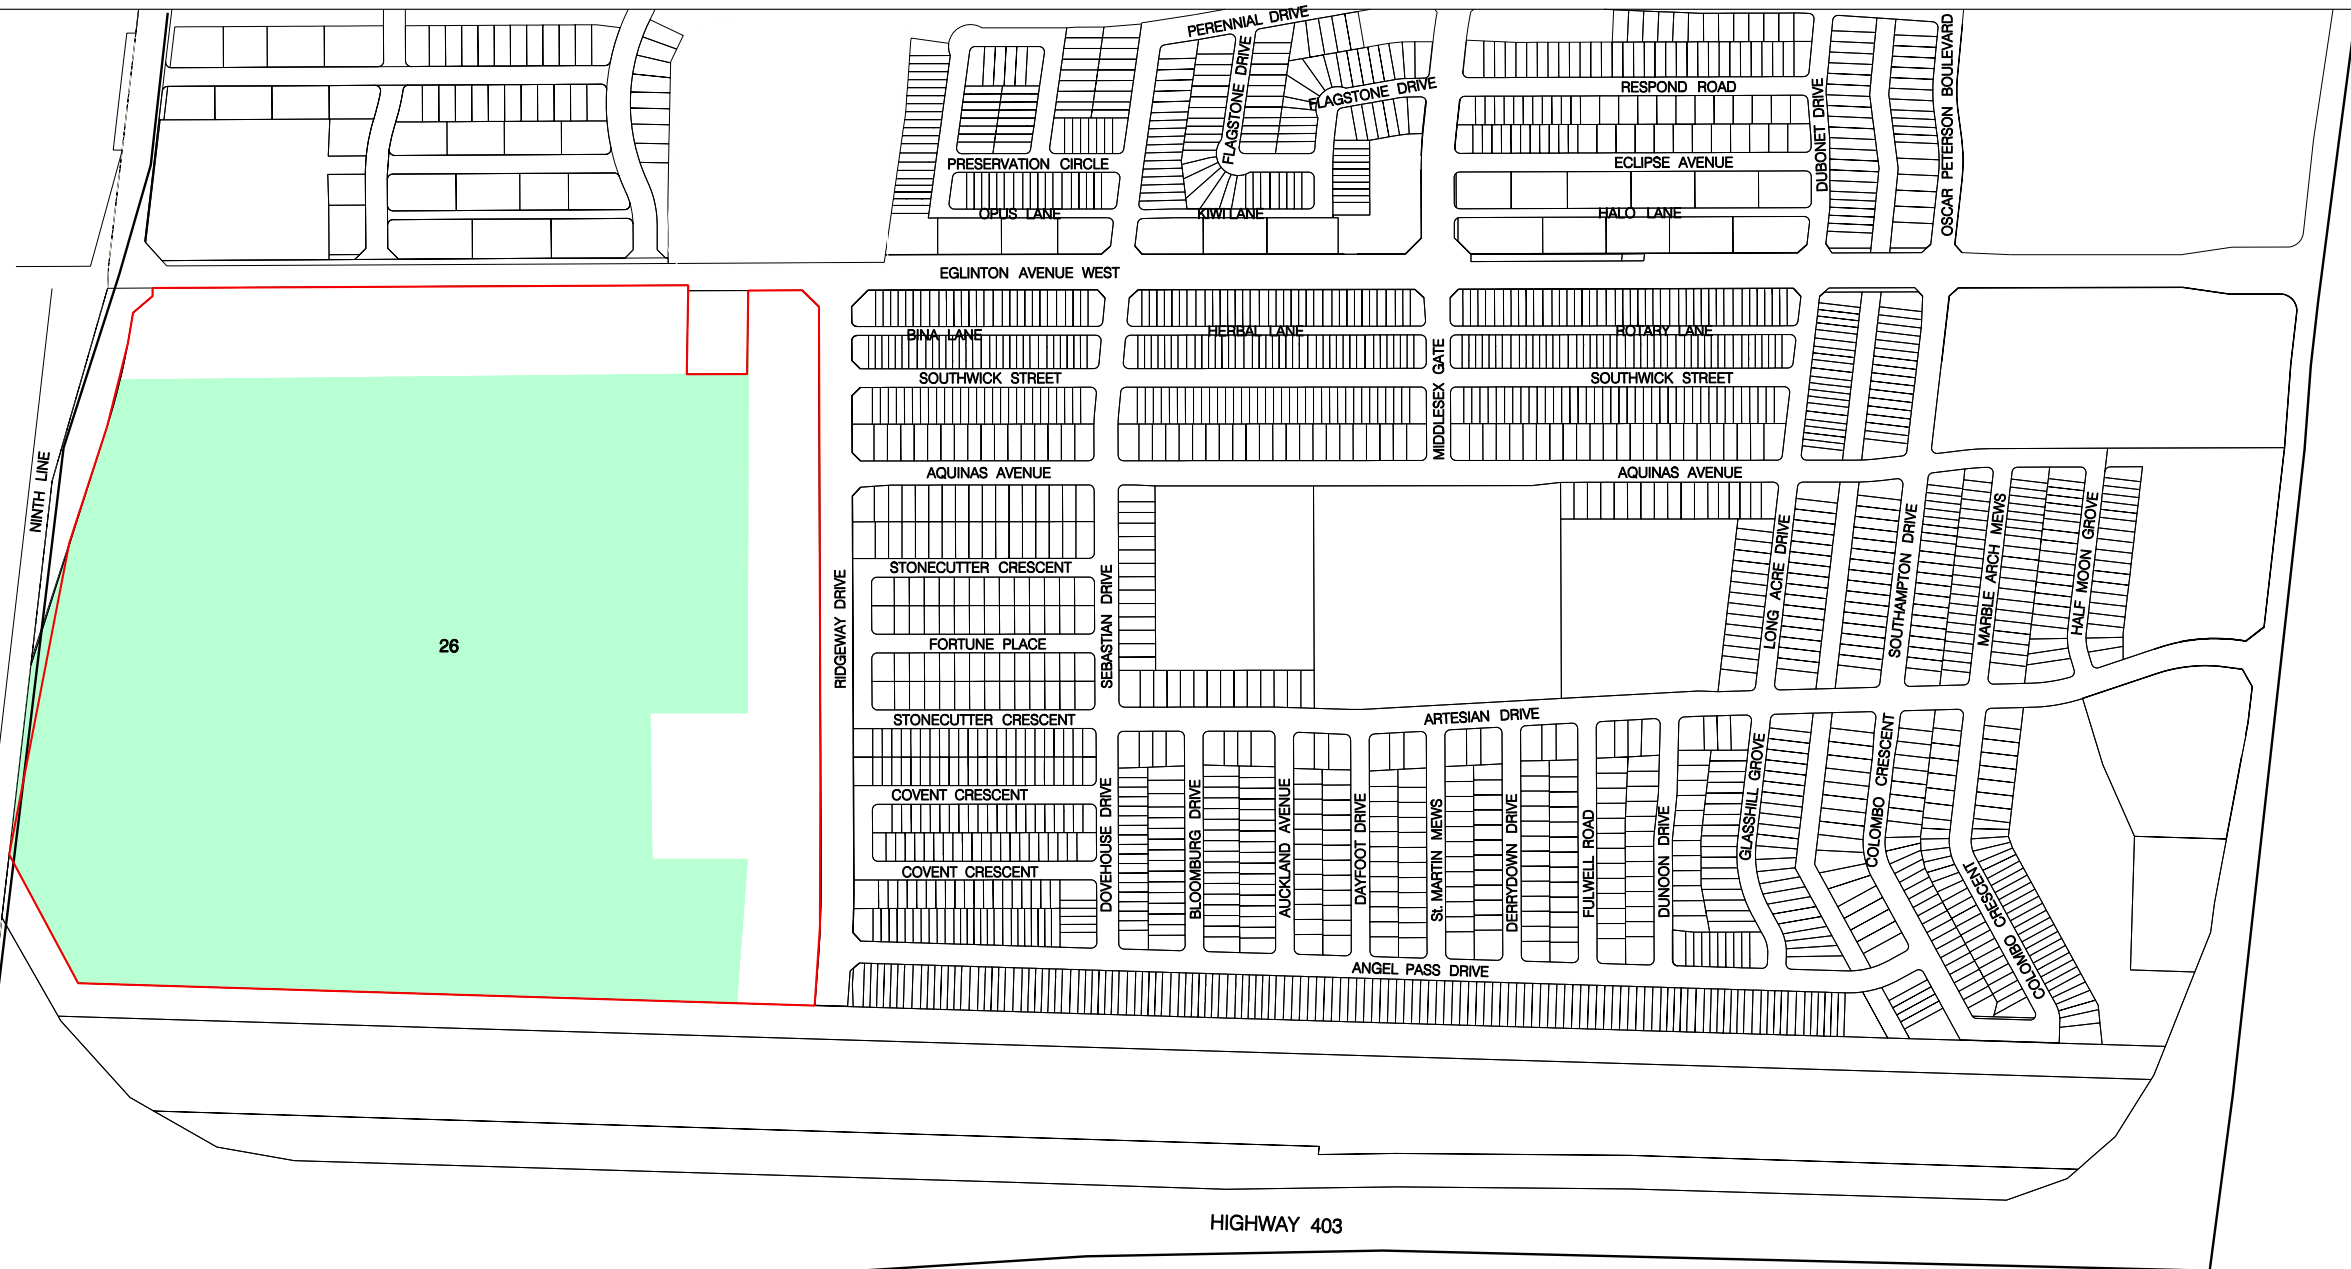 PERENNIAL DRIVE
FLAGSTONE DRIVE
FLAGSTONE DRIVE
RESPOND ROAD
DUBONET DRIVE
OSCAR PETERSON BOULEVARD
PRESERVATION CIRCLE
ECLIPSE AVENUE
OPUS LANE
KIWI LANE
HALO LANE
EGLINTON AVENUE WEST
BINA LANE
HERBAL LANE
ROTARY LANE
MIDDLESEX GATE
SOUTHWICK STREET
SOUTHWICK STREET
NINTH LINE
AQUINAS AVENUE
AQUINAS AVENUE
STONECUTTER CRESCENT
RIDGEWAY DRIVE
SEBASTIAN DRIVE
LONG ACRE DRIVE
SOUTHAMPTON DRIVE
MARBLE ARCH MEWS
HALF MOON GROVE
26
FORTUNE PLACE
STONECUTTER CRESCENT
ARTESIAN DRIVE
COVENT CRESCENT
DOVEHOUSE DRIVE
BLOOMBURG DRIVE
AUCKLAND AVENUE
DAYFOOT DRIVE
St. MARTIN MEWS
DERRYDOWN DRIVE
FULWELL ROAD
DUNOON DRIVE
GLASSHILL GROVE
COLOMBO CRESCENT
COLOMBO CRESCENT
COVENT CRESCENT
ANGEL PASS DRIVE
HIGHWAY 403